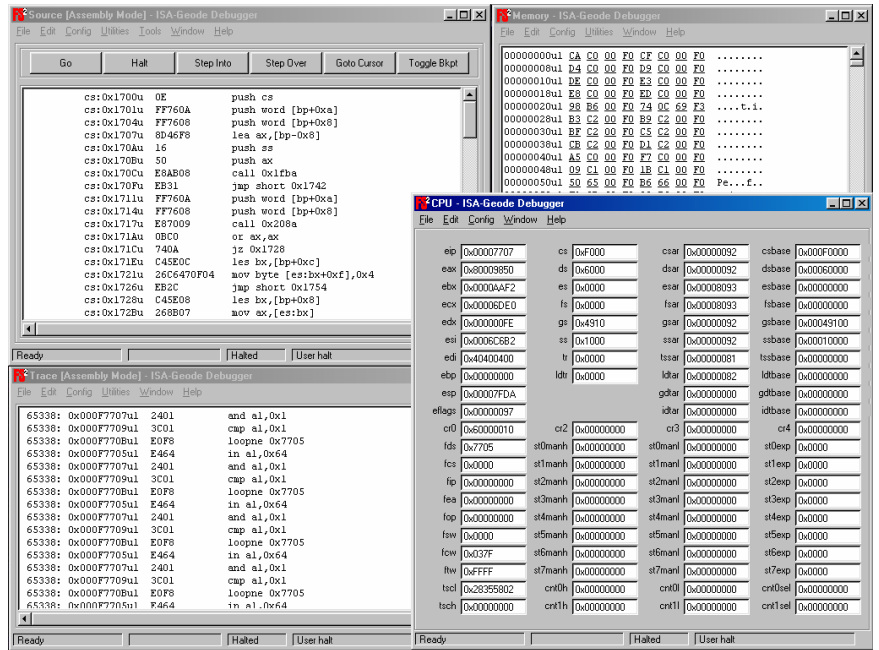 Source [Assembly Mode] - ISA-Geode Debugger
File Edit Config Utilities Tools Window Help
Go Halt Step Into Step Over Goto Cursor Toggle Bkpt
cs:0x1700u 0E push cs
cs:0x1701u FF760A push word [bp+0xa]
cs:0x1704u FF7608 push word [bp+0x8]
cs:0x1707u 8D46F8 lea ax,[bp-0x8]
cs:0x170Au 16 push ss
cs:0x170Bu 50 push ax
cs:0x170Cu E8AB08 call 0x1fba
cs:0x170Fu EB31 jmp short 0x1742
cs:0x1711u FF760A push word [bp+0xa]
cs:0x1714u FF7608 push word [bp+0x8]
cs:0x1717u E87009 call 0x208a
cs:0x171Au 0BC0 or ax,ax
cs:0x171Cu 740A jz 0x1728
cs:0x171Eu C45E0C les bx,[bp+0xc]
cs:0x1721u 26C6470F04 mov byte [es:bx+0xf],0x4
cs:0x1726u EB2C jmp short 0x1754
cs:0x1728u C45E08 les bx,[bp+0x8]
cs:0x172Bu 268B07 mov ax,[es:bx]
Ready Halted User halt
Memory - ISA-Geode Debugger
File Edit Config Utilities Window Help
00000000ul CA C0 00 F0 CF C0 00 F0 ........
00000008ul D4 C0 00 F0 D9 C0 00 F0 ........
00000010ul DE C0 00 F0 E3 C0 00 F0 ........
00000018ul E8 C0 00 F0 ED C0 00 F0 ........
00000020ul 98 B6 00 F0 74 0C 69 F3 ....t.i.
00000028ul B3 C2 00 F0 B9 C2 00 F0 ........
00000030ul BF C2 00 F0 C5 C2 00 F0 ........
00000038ul CB C2 00 F0 D1 C2 00 F0 ........
00000040ul A5 C0 00 F0 F7 C0 00 F0 ........
00000048ul 09 C1 00 F0 1B C1 00 F0 ........
00000050ul 50 65 00 F0 B6 66 00 F0 Pe...f..
Trace [Assembly Mode] - ISA-Geode Debugger
File Edit Config Utilities Window Help
65338: 0x000F7707ul 2401 and al,0x1
65338: 0x000F7709ul 3C01 cmp al,0x1
65338: 0x000F770Bul E0F8 loopne 0x7705
65338: 0x000F7705ul E464 in al,0x64
65338: 0x000F7707ul 2401 and al,0x1
65338: 0x000F7709ul 3C01 cmp al,0x1
65338: 0x000F770Bul E0F8 loopne 0x7705
65338: 0x000F7705ul E464 in al,0x64
65338: 0x000F7707ul 2401 and al,0x1
65338: 0x000F7709ul 3C01 cmp al,0x1
65338: 0x000F770Bul E0F8 loopne 0x7705
65338: 0x000F7705ul E464 in al,0x64
65338: 0x000F7707ul 2401 and al,0x1
65338: 0x000F7709ul 3C01 cmp al,0x1
65338: 0x000F770Bul E0F8 loopne 0x7705
65338: 0x000F7705ul E464 in al,0x64
Ready Halted User halt
CPU - ISA-Geode Debugger
File Edit Config Window Help
eip 0x00007707 cs 0xF000 csar 0x00000092 csbase 0x000F0000
eax 0x80009850 ds 0x6000 dsar 0x00000092 dsbase 0x00060000
ebx 0x0000AAF2 es 0x0000 esar 0x00008093 esbase 0x00000000
ecx 0x00006DE0 fs 0x0000 fsar 0x00008093 fsbase 0x00000000
edx 0x000000FE gs 0x4910 gsar 0x00000092 gsbase 0x00049100
esi 0x0006C6B2 ss 0x1000 ssar 0x00000092 ssbase 0x00010000
edi 0x40400400 tr 0x0000 tssar 0x00000081 tssbase 0x00000000
ebp 0x00000000 ldtr 0x0000 ldtar 0x00000082 ldtbase 0x00000000
esp 0x00007FDA gdtar 0x00000000 gdtbase 0x00000000
eflags 0x00000097 idtar 0x00000000 idtbase 0x00000000
cr0 0x60000010 cr2 0x00000000 cr3 0x00000000 cr4 0x00000000
fds 0x7705 st0manh 0x00000000 st0manl 0x00000000 st0exp 0x0000
fcs 0x0000 st1manh 0x00000000 st1manl 0x00000000 st1exp 0x0000
fip 0x00000000 st2manh 0x00000000 st2manl 0x00000000 st2exp 0x0000
fea 0x00000000 st3manh 0x00000000 st3manl 0x00000000 st3exp 0x0000
fop 0x00000000 st4manh 0x00000000 st4manl 0x00000000 st4exp 0x0000
fsw 0x0000 st5manh 0x00000000 st5manl 0x00000000 st5exp 0x0000
fcw 0x037F st6manh 0x00000000 st6manl 0x00000000 st6exp 0x0000
ftw 0xFFFF st7manh 0x00000000 st7manl 0x00000000 st7exp 0x0000
tscl 0x28355802 cnt0h 0x00000000 cnt0l 0x00000000 cnt0sel 0x00000000
tsch 0x00000000 cnt1h 0x00000000 cnt1l 0x00000000 cnt1sel 0x00000000
Ready Halted User halt